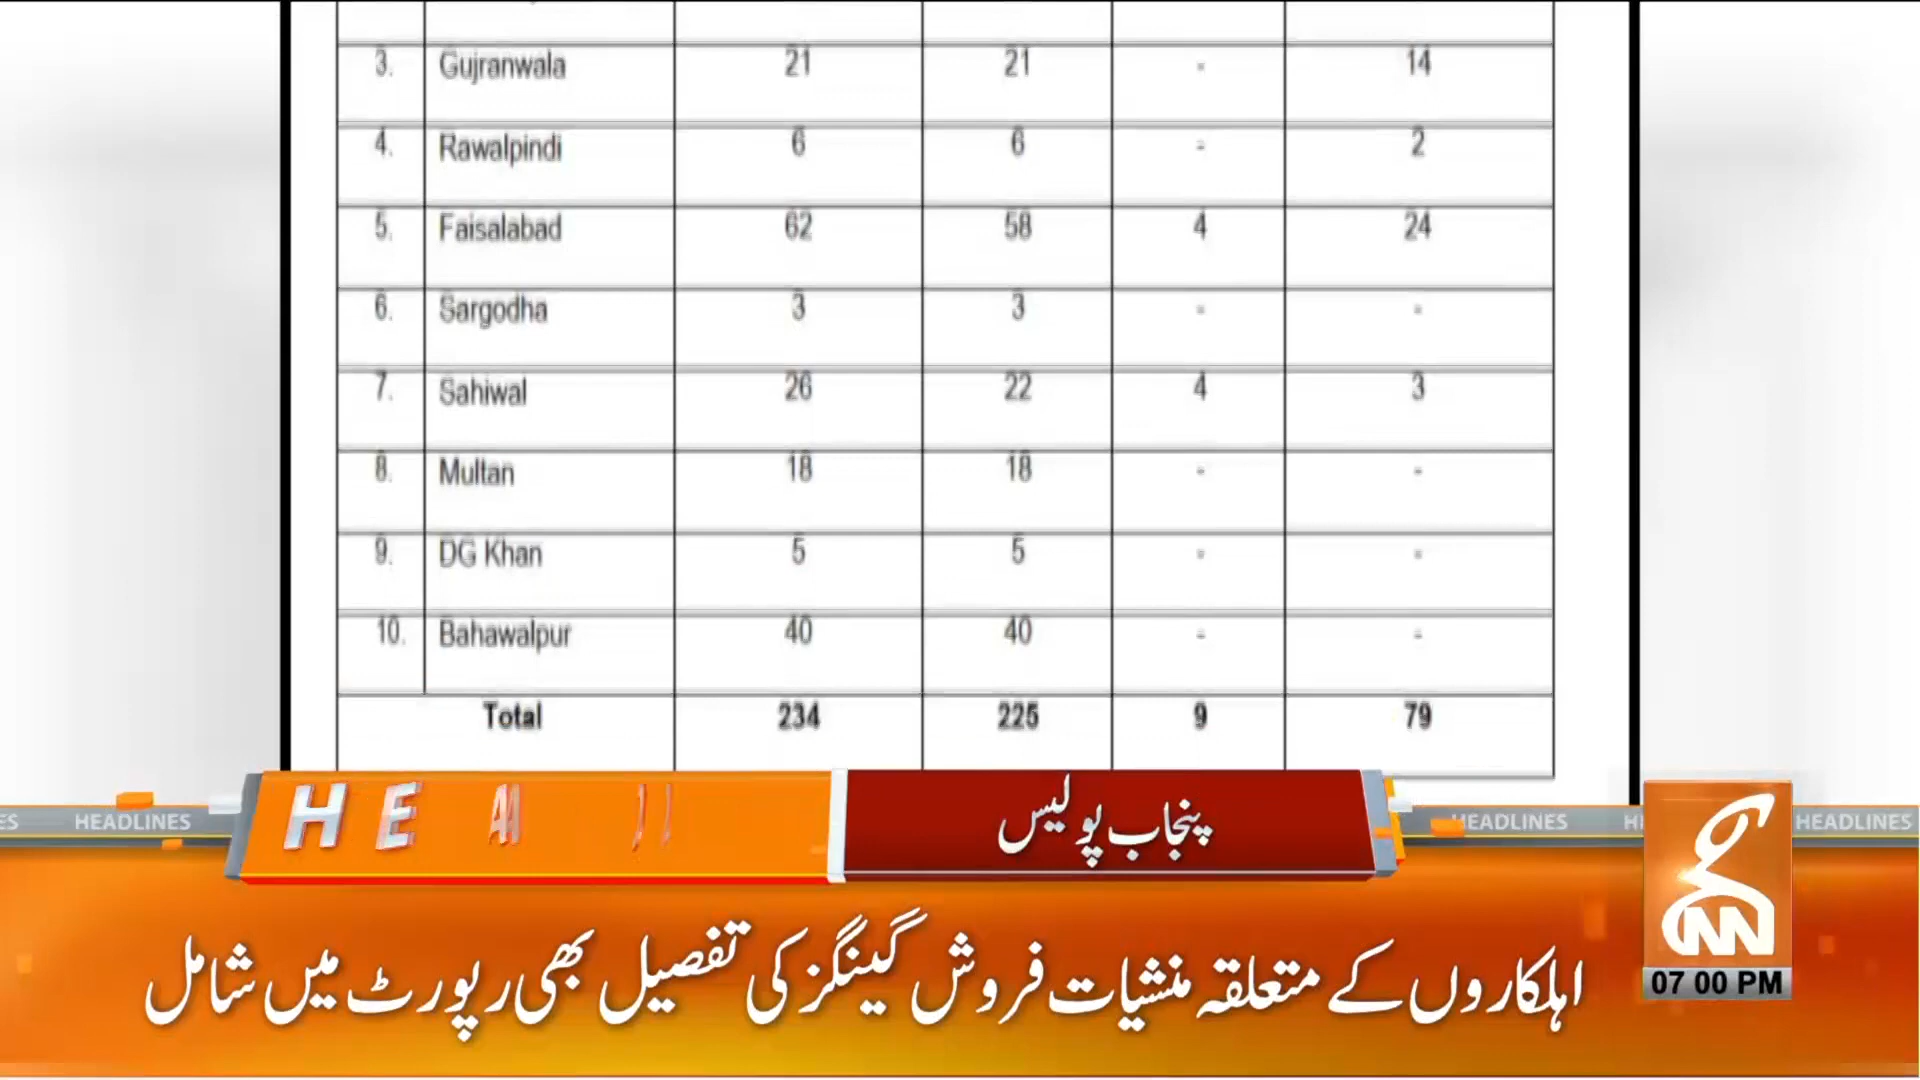 3. Gujranwala 21 21 - 14
4. Rawalpindi 6 6 - 2
5. Faisalabad 62 58 4 24
6. Sargodha 3 3 - -
7. Sahiwal 26 22 4 3
8. Multan 18 18 - -
9. DG Khan 5 5 - -
10. Bahawalpur 40 40 - -
Total 234 225 9 79
HEADLINES HEADLINES HEADLINES
HEA
پنجاب پولیس
GNN
اہلکاروں کے متعلقہ منشیات فروش گینگز کی تفصیل بھی رپورٹ میں شامل
07 00 PM